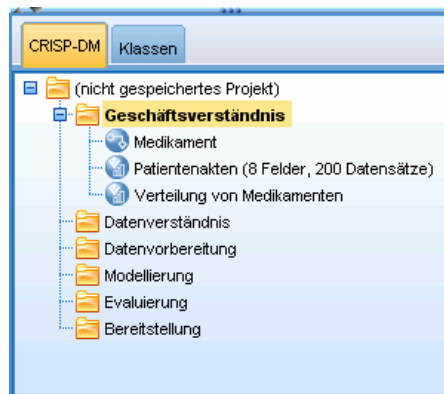 CRISP-DM Klassen
(nicht gespeichertes Projekt)
Geschäftsverständnis
Medikament
Patientenakten (8 Felder, 200 Datensätze)
Verteilung von Medikamenten
Datenverständnis
Datenvorbereitung
Modellierung
Evaluierung
Bereitstellung